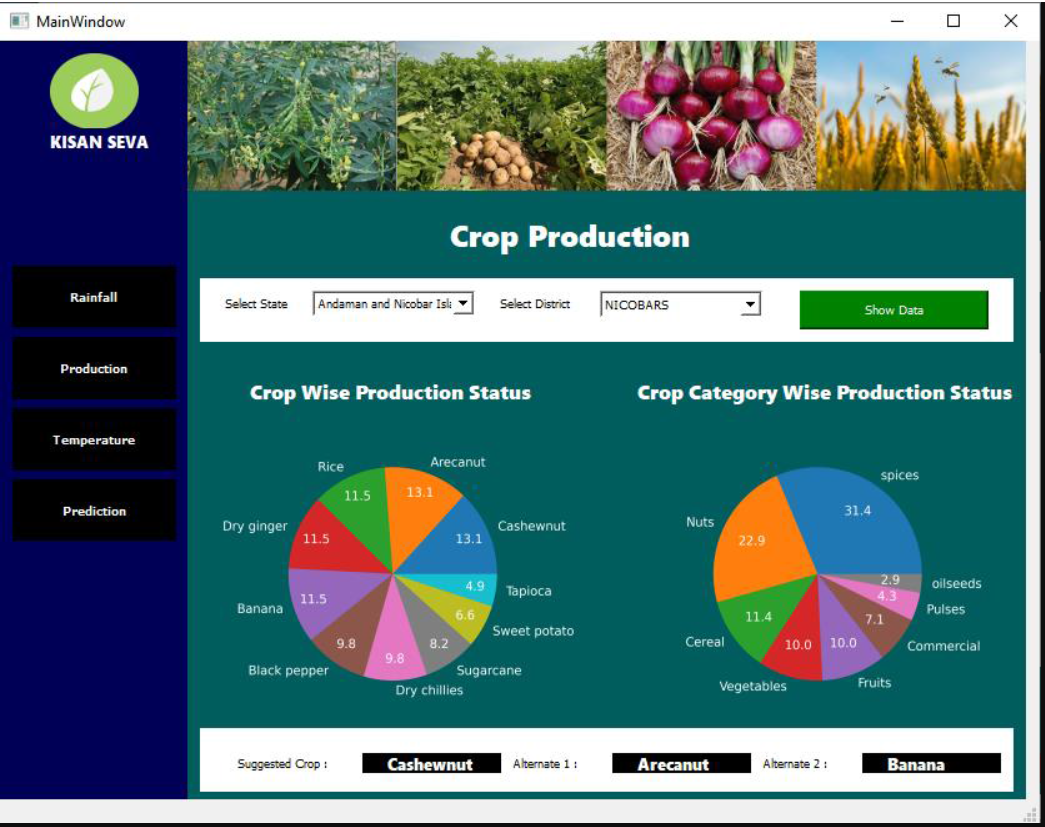 MainWindow
KISAN SEVA
Rainfall
Production
Temperature
Prediction
Crop Production
Select State
Andaman and Nicobar Isl
Select District
NICOBARS
Show Data
Crop Wise Production Status
Rice
11.5
Arecanut
13.1
Dry ginger
11.5
Cashewnut
13.1
Banana
11.5
Tapioca
4.9
Sweet potato
6.6
Black pepper
9.8
Dry chillies
9.8
Sugarcane
8.2
Crop Category Wise Production Status
spices
31.4
Nuts
22.9
oilseeds
2.9
Pulses
4.3
Cereal
11.4
Commercial
7.1
Vegetables
10.0
Fruits
10.0
Suggested Crop :
Cashewnut
Alternate 1 :
Arecanut
Alternate 2 :
Banana